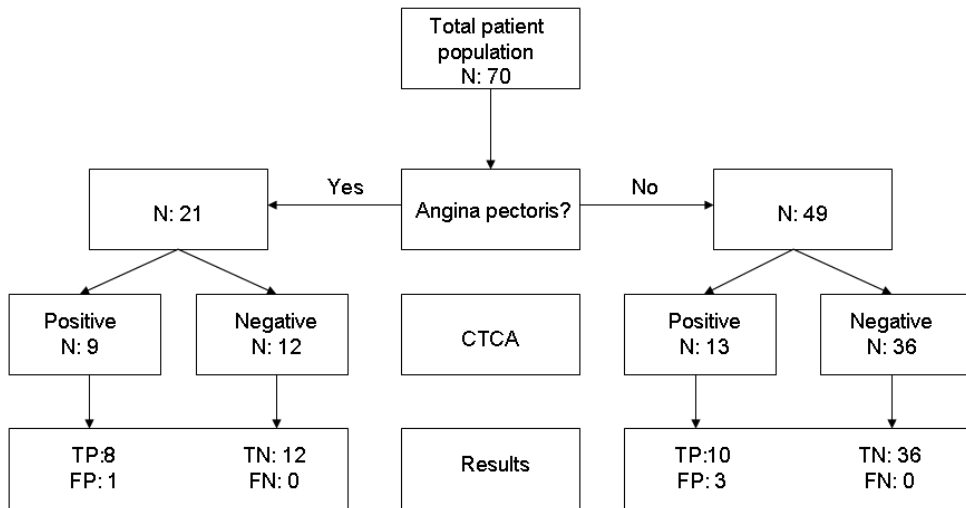 Total patient
population
N: 70
Yes
No
N: 21
Angina pectoris?
N: 49
Positive
N: 9
Negative
N: 12
CTCA
Positive
N: 13
Negative
N: 36
TP:8
FP: 1
TN: 12
FN: 0
Results
TP:10
FP: 3
TN: 36
FN: 0